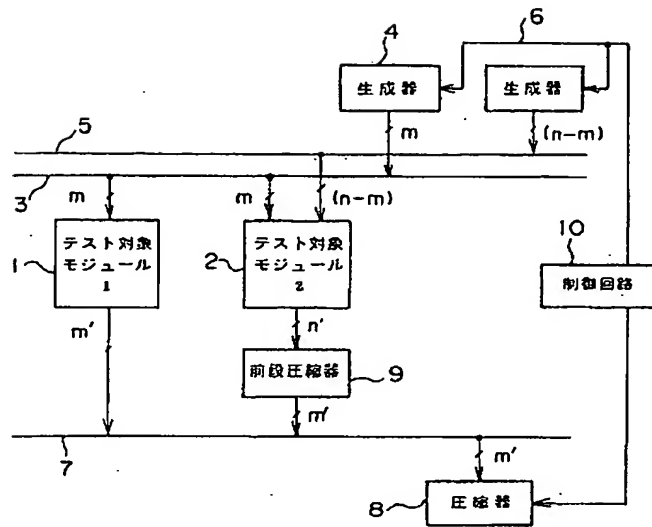 4
6
生成器
生成器
m
(n-m)
5
3
m
m
(n-m)
1
テスト対象
モジュール
1
2
テスト対象
モジュール
2
10
制御回路
m'
n'
前段圧縮器
9
m'
7
m'
8
圧縮器